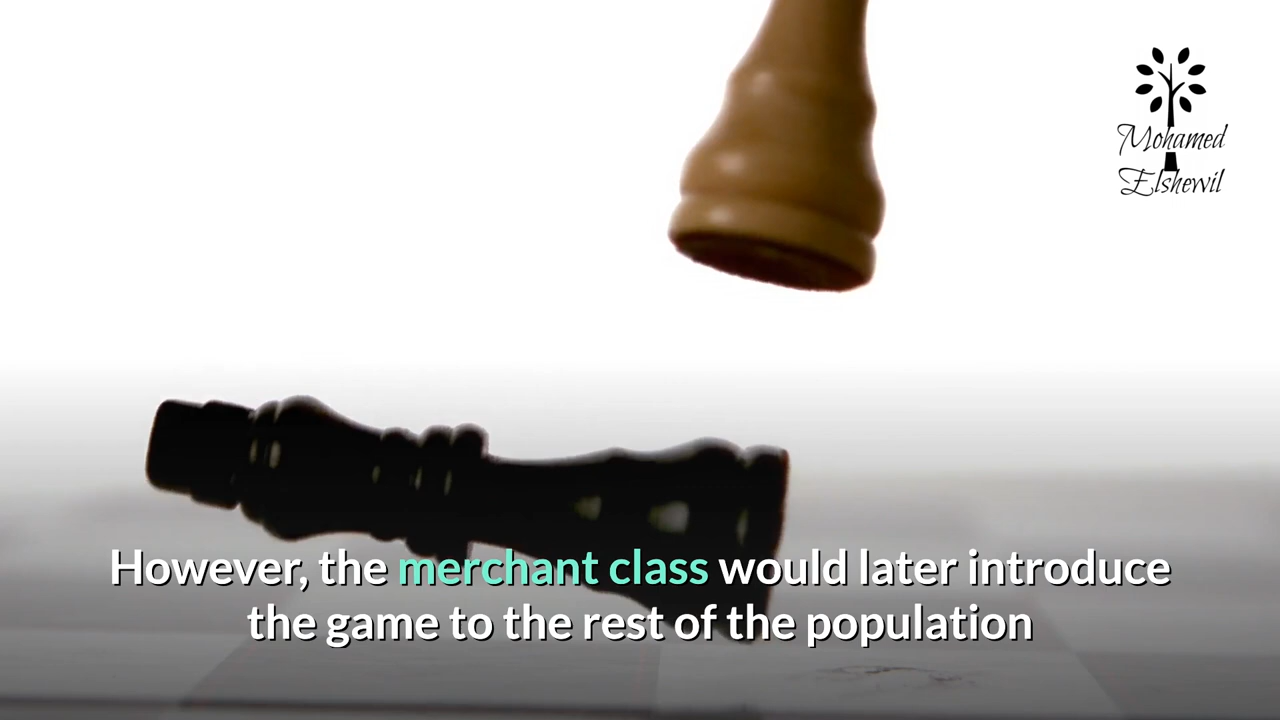 Mohamed
Elshewil
However, the merchant class would later introduce
the game to the rest of the population